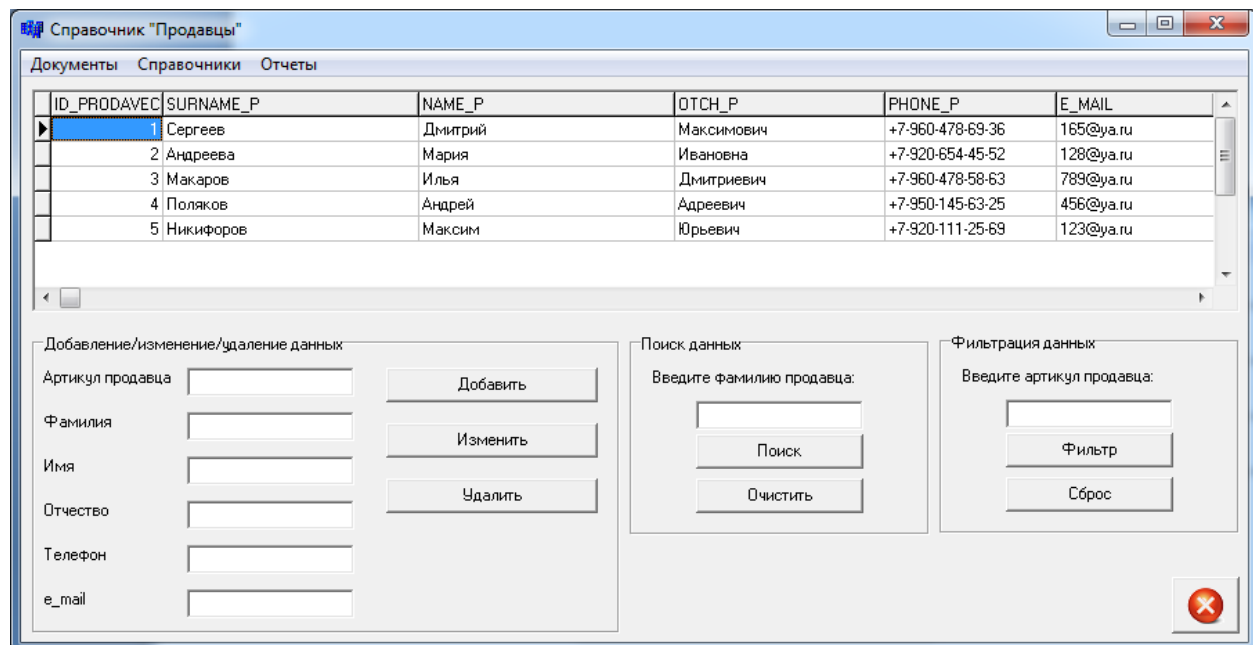 Справочник "Продавцы"
Документы Справочники Отчеты
ID_PRODAVEC SURNAME_P NAME_P OTCH_P PHONE_P E_MAIL
1 Сергеев Дмитрий Максимович +7-960-478-69-36 165@ya.ru
2 Андреева Мария Ивановна +7-920-654-45-52 128@ya.ru
3 Макаров Илья Дмитриевич +7-960-478-58-63 789@ya.ru
4 Поляков Андрей Адреевич +7-950-145-63-25 456@ya.ru
5 Никифоров Максим Юрьевич +7-920-111-25-69 123@ya.ru
Добавление/изменение/удаление данных
Артикул продавца
Фамилия
Имя
Отчество
Телефон
e_mail
Добавить
Изменить
Удалить
Поиск данных
Введите фамилию продавца:
Поиск
Очистить
Фильтрация данных
Введите артикул продавца:
Фильтр
Сброс